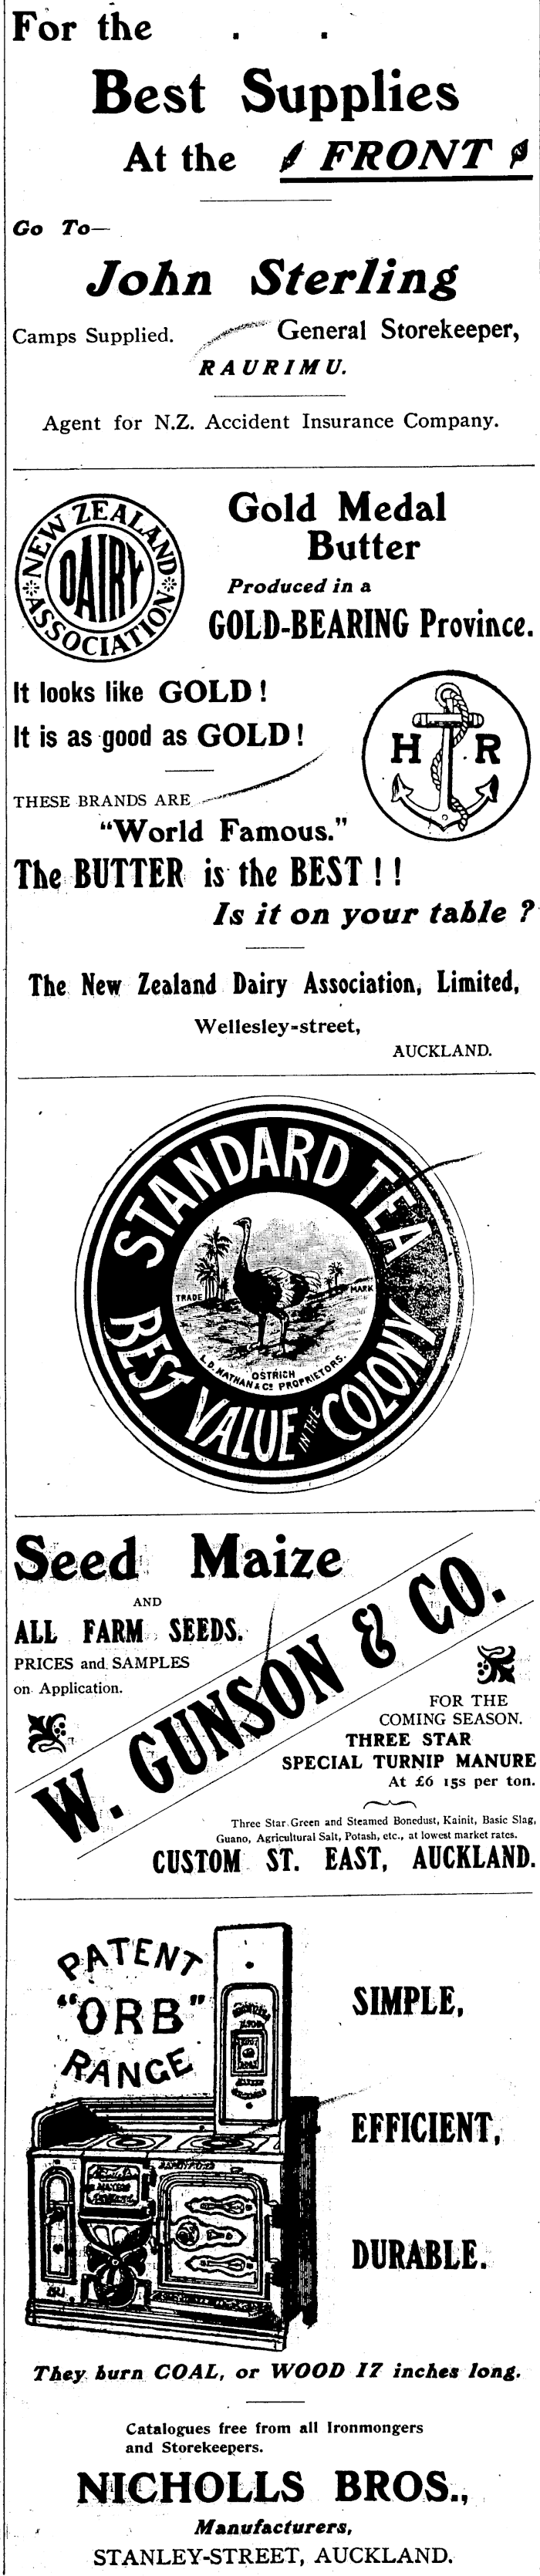 For the . .
Best Supplies
At the FRONT
Go To—
John Sterling
Camps Supplied. General Storekeeper,
RAURIMU.
Agent for N.Z. Accident Insurance Company.
NEW ZEALAND
DAIRY
ASSOCIATION
Gold Medal
Butter
Produced in a
GOLD-BEARING Province.
It looks like GOLD!
It is as good as GOLD!
H R
THESE BRANDS ARE
"World Famous."
The BUTTER is the BEST!!
Is it on your table?
The New Zealand Dairy Association, Limited,
Wellesley-street,
AUCKLAND.
STANDARD TEA
TRADE MARK
OSTRICH
L.D. NATHAN & Co PROPRIETORS.
BEST VALUE IN THE COLONY
Seed Maize
AND
ALL FARM SEEDS.
PRICES and SAMPLES
on Application.
W. GUNSON & CO.
FOR THE
COMING SEASON.
THREE STAR
SPECIAL TURNIP MANURE
At £6 15s per ton.
Three Star Green and Steamed Bonedust, Kainit, Basic Slag,
Guano, Agricultural Salt, Potash, etc., at lowest market rates.
CUSTOM ST. EAST, AUCKLAND.
PATENT
"ORB"
RANGE
SIMPLE,
EFFICIENT,
DURABLE.
They burn COAL, or WOOD 17 inches long.
Catalogues free from all Ironmongers
and Storekeepers.
NICHOLLS BROS.,
Manufacturers,
STANLEY-STREET, AUCKLAND.